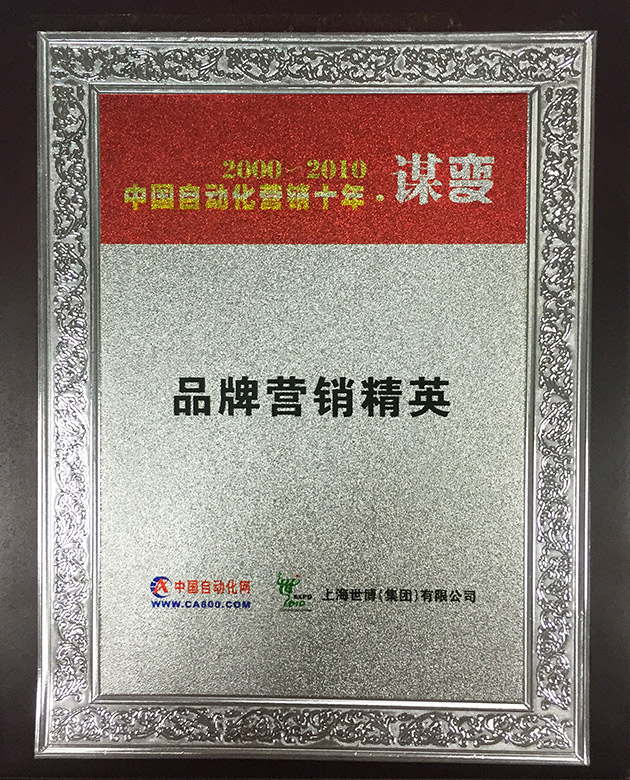 2000—2010
中国自动化营销十年·谋变
品牌营销精英
中国自动化网
WWW.CA800.COM
EXPO
2010
上海世博(集团)有限公司